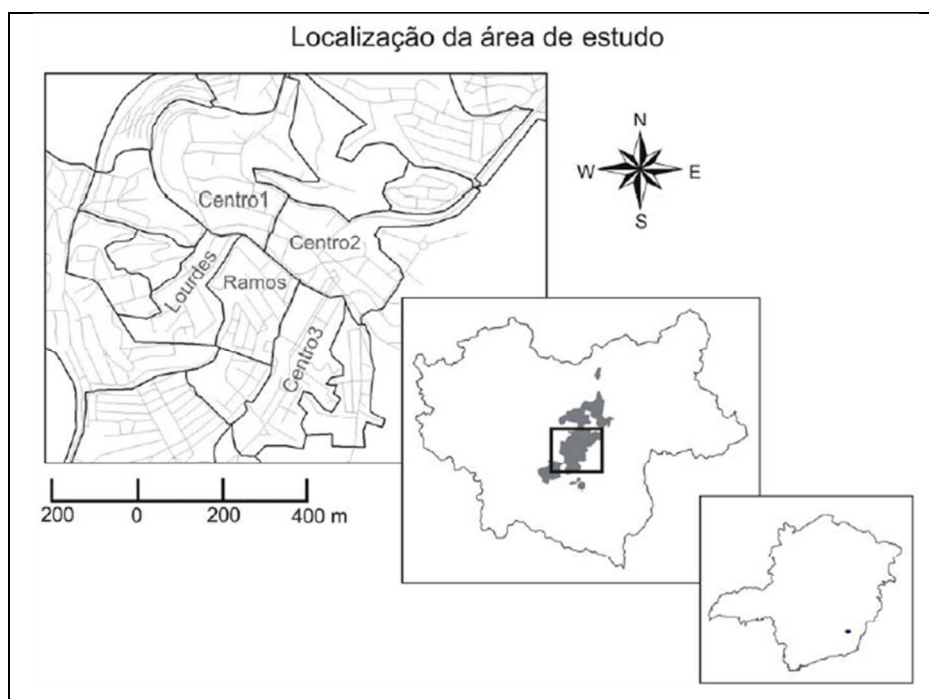 Localização da área de estudo
N
W E
S
Centro1
Centro2
Lourdes
Ramos
Centro3
200 0 200 400 m